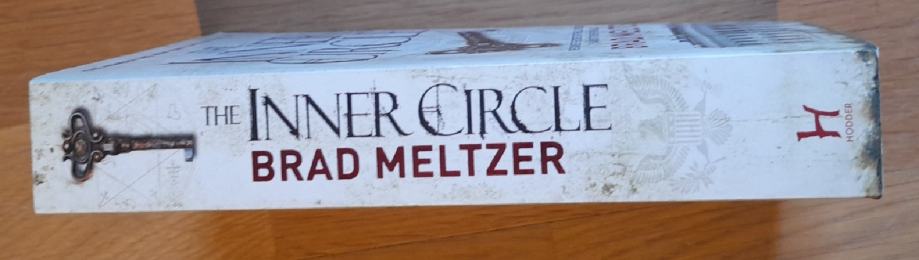 THE INNER CIRCLE
BRAD MELTZER
H
HODDER